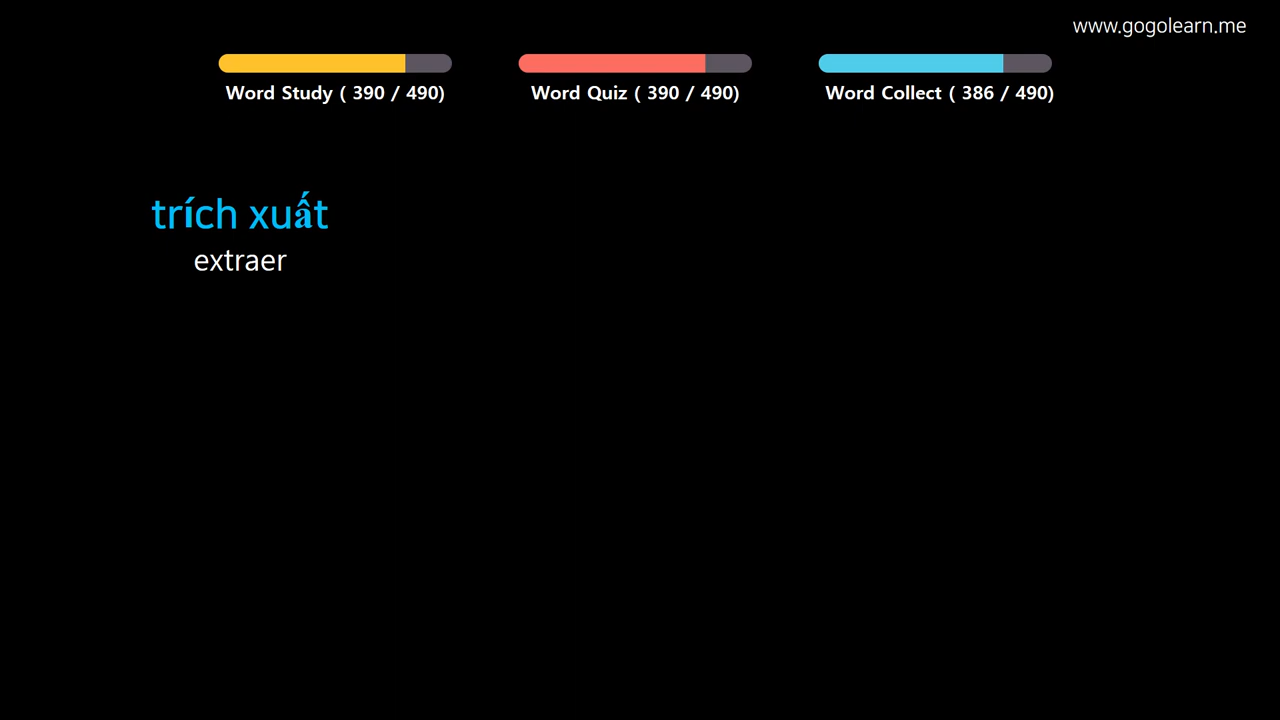 www.gogolearn.me
Word Study ( 390 / 490)
Word Quiz ( 390 / 490)
Word Collect ( 386 / 490)
trích xuất
extraer